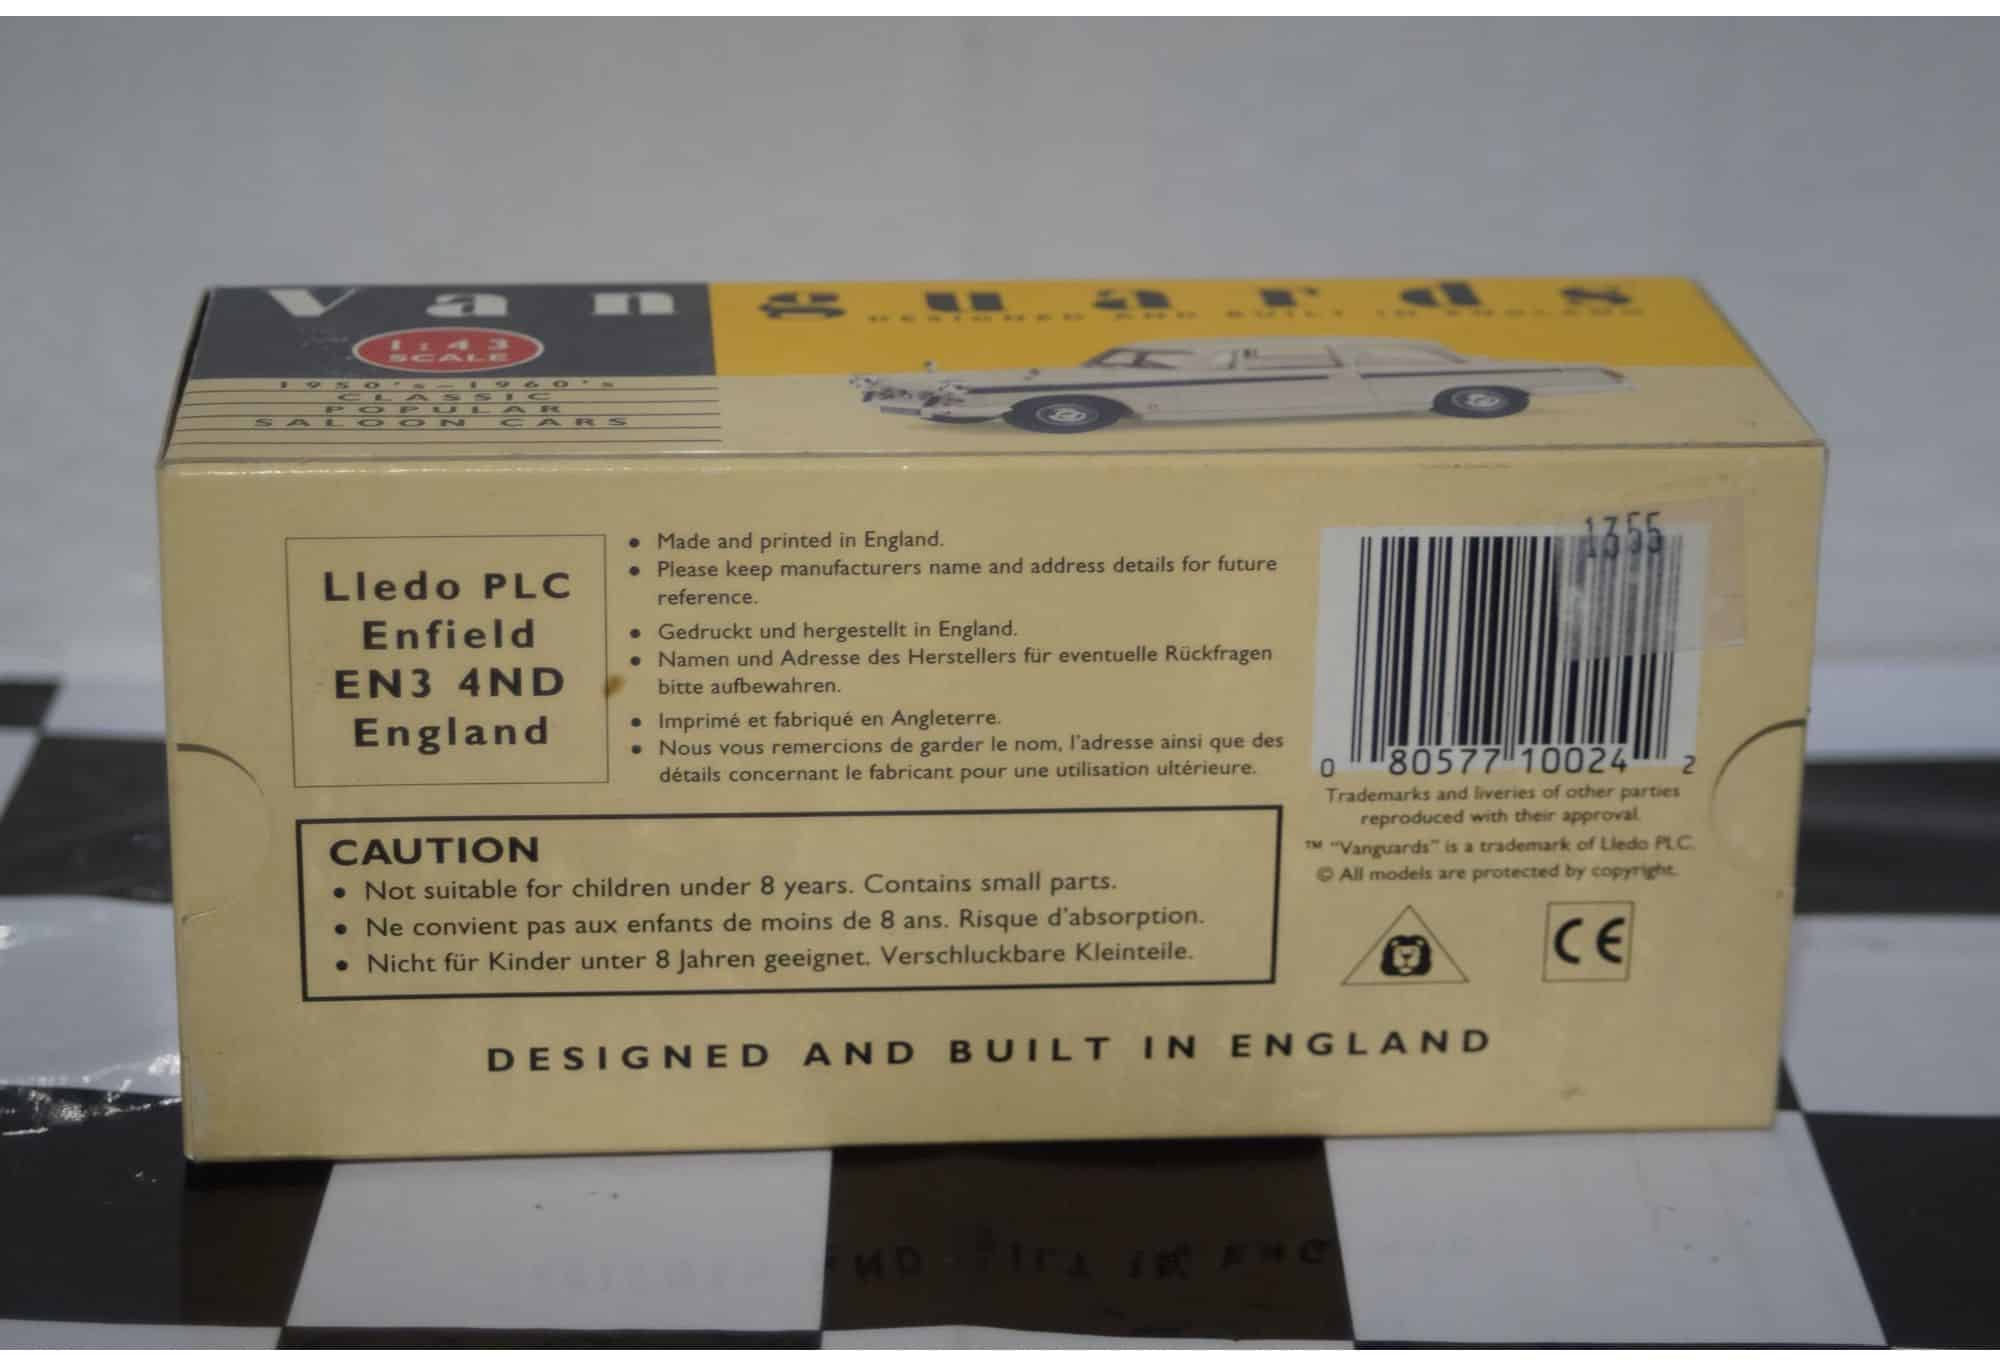 Vanguards
DESIGNED AND BUILT IN ENGLAND
1:43
SCALE
1950's–1960's
CLASSIC
POPULAR
SALOON CARS
Lledo PLC
Enfield
EN3 4ND
England
• Made and printed in England.
• Please keep manufacturers name and address details for future
reference.
• Gedruckt und hergestellt in England.
• Namen und Adresse des Herstellers für eventuelle Rückfragen
bitte aufbewahren.
• Imprimé et fabriqué en Angleterre.
• Nous vous remercions de garder le nom, l'adresse ainsi que des
détails concernant le fabricant pour une utilisation ultérieure.
1355
0 80577 10024 2
Trademarks and liveries of other parties
reproduced with their approval.
™ “Vanguards” is a trademark of Lledo PLC.
© All models are protected by copyright.
CAUTION
• Not suitable for children under 8 years. Contains small parts.
• Ne convient pas aux enfants de moins de 8 ans. Risque d'absorption.
• Nicht für Kinder unter 8 Jahren geeignet. Verschluckbare Kleinteile.
CE
DESIGNED AND BUILT IN ENGLAND